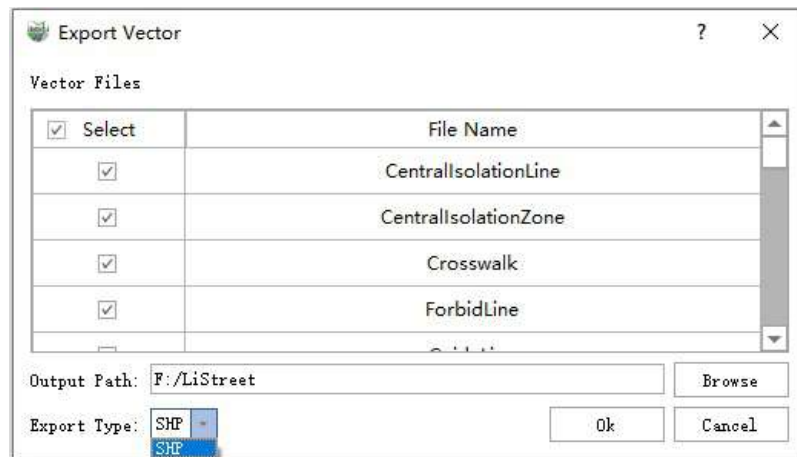 Export Vector ? ×
Vector Files
Select File Name
CentralIsolationLine
CentralIsolationZone
Crosswalk
ForbidLine
Output Path: F:/LiStreet Browse
Export Type: SHP Ok Cancel
SHP